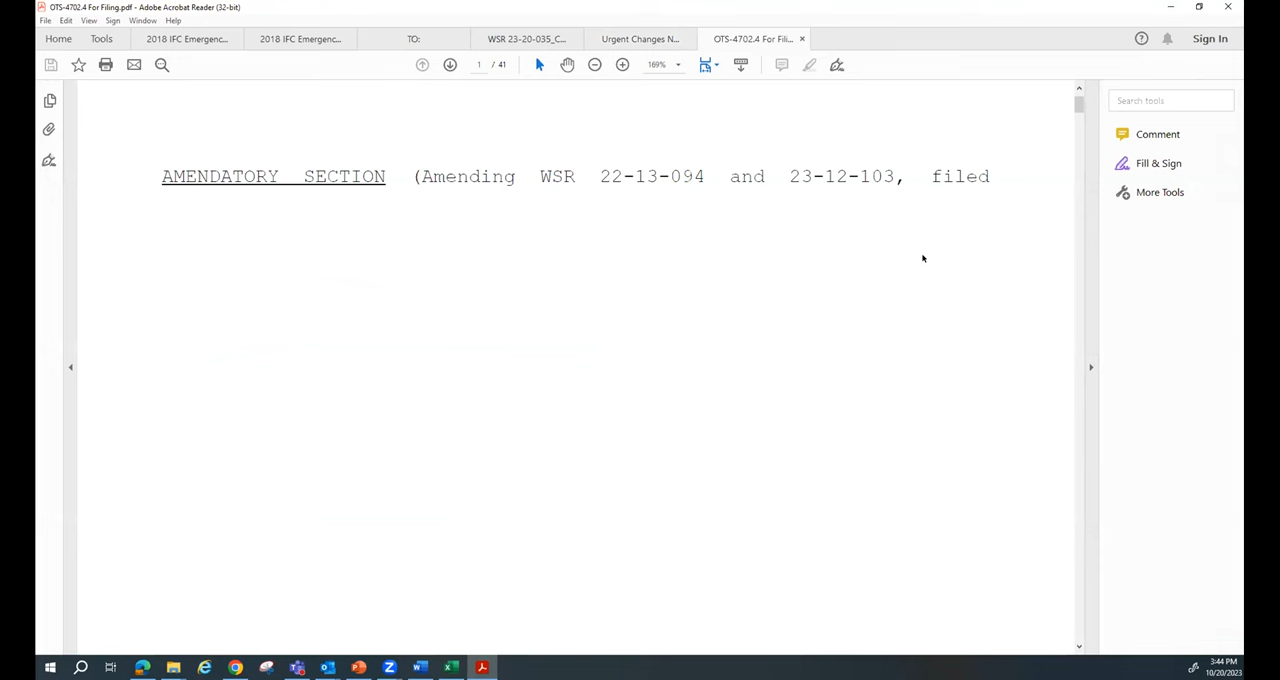 OTS-4702.4 For Filing.pdf - Adobe Acrobat Reader (32-bit)
File Edit View Sign Window Help
Home Tools 2018 IFC Emergenc... 2018 IFC Emergenc... TO: WSR 23-20-035_C... Urgent Changes N... OTS-4702.4 For Fili... × Sign In
1 / 41 169%
Search tools
Comment
Fill & Sign
More Tools
AMENDATORY SECTION (Amending WSR 22-13-094 and 23-12-103, filed
3:44 PM
10/20/2023